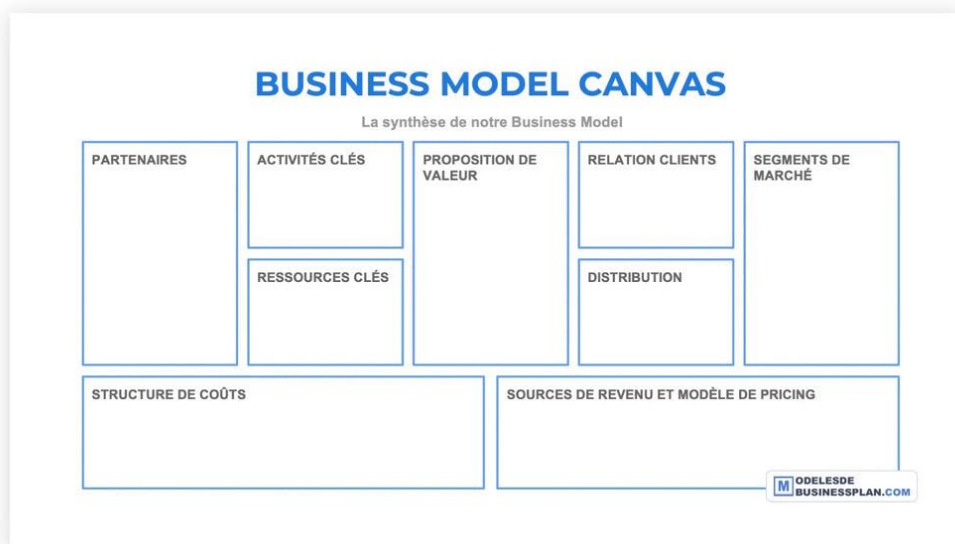 BUSINESS MODEL CANVAS
La synthèse de notre Business Model
PARTENAIRES
ACTIVITÉS CLÉS
PROPOSITION DE
VALEUR
RELATION CLIENTS
SEGMENTS DE
MARCHÉ
RESSOURCES CLÉS
DISTRIBUTION
STRUCTURE DE COÛTS
SOURCES DE REVENU ET MODÈLE DE PRICING
M ODELESDE
BUSINESSPLAN.COM